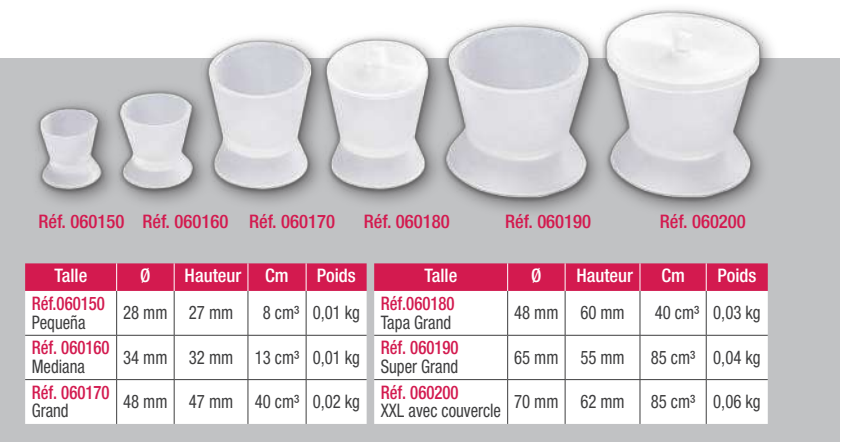 Réf. 060150 Réf. 060160 Réf. 060170 Réf. 060180 Réf. 060190 Réf. 060200
Talle Ø Hauteur Cm Poids
Réf.060150
Pequeña 28 mm 27 mm 8 cm³ 0,01 kg
Réf. 060160
Mediana 34 mm 32 mm 13 cm³ 0,01 kg
Réf. 060170
Grand 48 mm 47 mm 40 cm³ 0,02 kg
Talle Ø Hauteur Cm Poids
Réf.060180
Tapa Grand 48 mm 60 mm 40 cm³ 0,03 kg
Réf. 060190
Super Grand 65 mm 55 mm 85 cm³ 0,04 kg
Réf. 060200
XXL avec couvercle 70 mm 62 mm 85 cm³ 0,06 kg